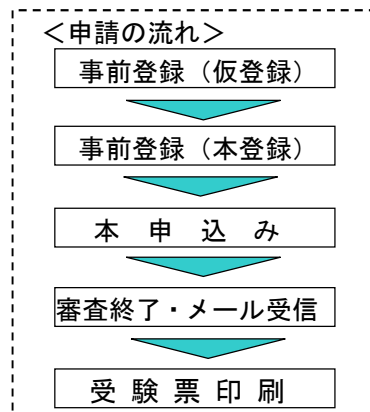 ＜申請の流れ＞
事前登録（仮登録）
事前登録（本登録）
本　申　込　み
審査終了・メール受信
受 験 票 印 刷